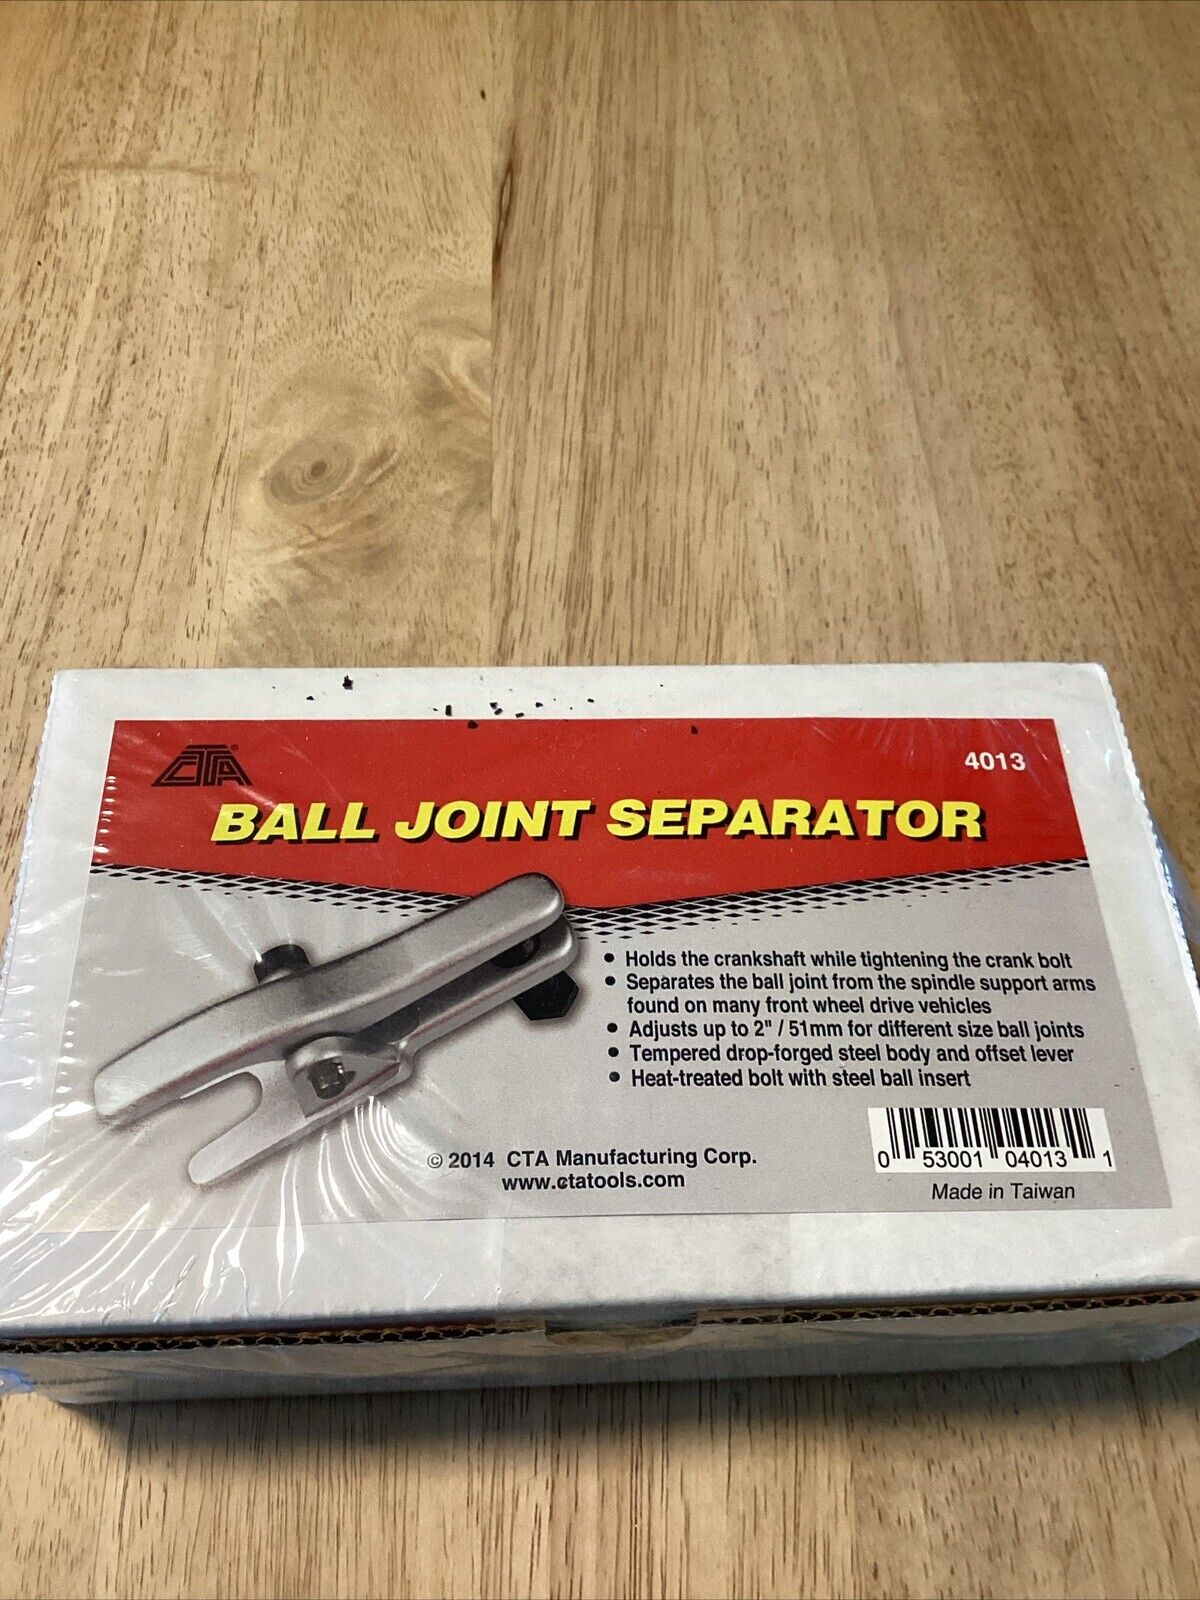 CTA®
4013
BALL JOINT SEPARATOR
• Holds the crankshaft while tightening the crank bolt
• Separates the ball joint from the spindle support arms
found on many front wheel drive vehicles
• Adjusts up to 2" / 51mm for different size ball joints
• Tempered drop-forged steel body and offset lever
• Heat-treated bolt with steel ball insert
© 2014 CTA Manufacturing Corp.
www.ctatools.com
0 53001 04013 1
Made in Taiwan